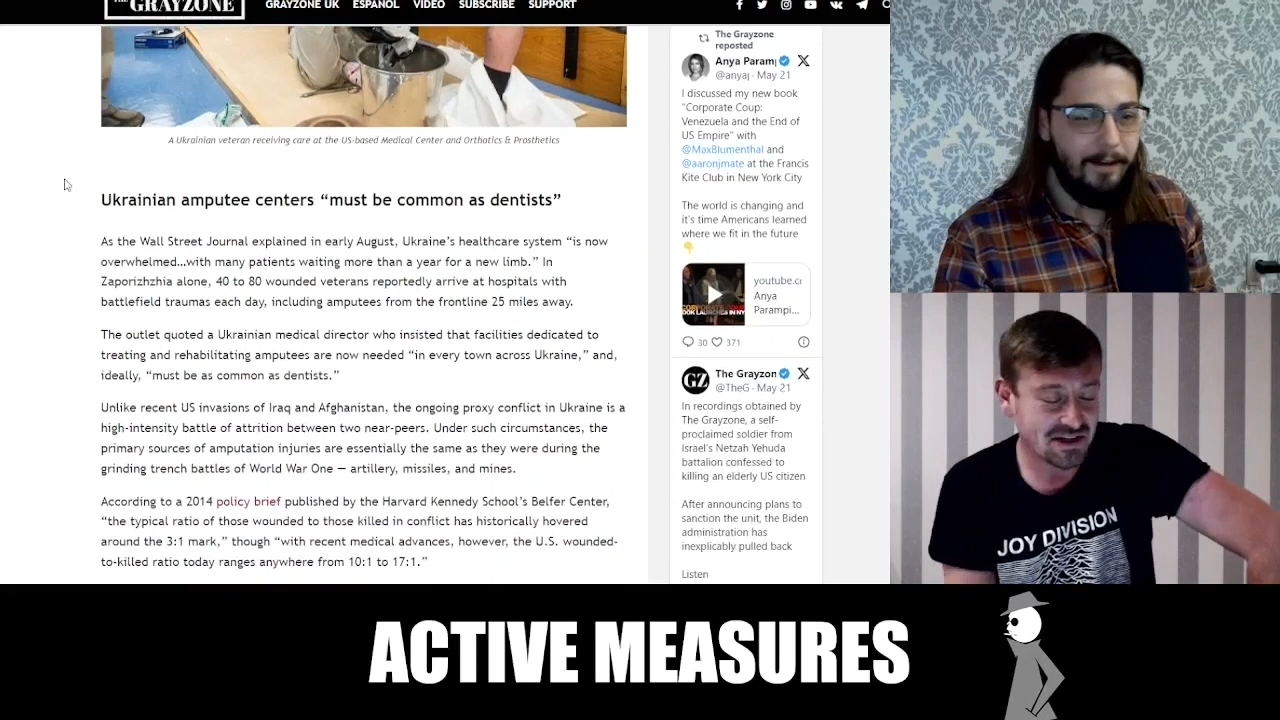 THE GRAYZONE
GRAYZONE UK
ESPAÑOL
VIDEO
SUBSCRIBE
SUPPORT
A Ukrainian veteran receiving care at the US-based Medical Center and Orthotics & Prosthetics
Ukrainian amputee centers “must be common as dentists”
As the Wall Street Journal explained in early August, Ukraine’s healthcare system “is now
overwhelmed…with many patients waiting more than a year for a new limb.” In
Zaporizhzhia alone, 40 to 80 wounded veterans reportedly arrive at hospitals with
battlefield traumas each day, including amputees from the frontline 25 miles away.
The outlet quoted a Ukrainian medical director who insisted that facilities dedicated to
treating and rehabilitating amputees are now needed “in every town across Ukraine,” and,
ideally, “must be as common as dentists.”
Unlike recent US invasions of Iraq and Afghanistan, the ongoing proxy conflict in Ukraine is a
high-intensity battle of attrition between two near-peers. Under such circumstances, the
primary sources of amputation injuries are essentially the same as they were during the
grinding trench battles of World War One — artillery, missiles, and mines.
According to a 2014 policy brief published by the Harvard Kennedy School’s Belfer Center,
“the typical ratio of those wounded to those killed in conflict has historically hovered
around the 3:1 mark,” though “with recent medical advances, however, the U.S. wounded-
to-killed ratio today ranges anywhere from 10:1 to 17:1.”
The Grayzone
reposted
Anya Paramp
@anyap · May 21
I discussed my new book
"Corporate Coup:
Venezuela and the End of
US Empire" with
@MaxBlumenthal and
@aaronjmate at the Francis
Kite Club in New York City
The world is changing and
it's time Americans learned
where we fit in the future
👇
youtube.c
Anya
Parampi...
30 371
The Grayzon
@TheG · May 21
In recordings obtained by
The Grayzone, a self-
proclaimed soldier from
Israel's Netzah Yehuda
battalion confessed to
killing an elderly US citizen
After announcing plans to
sanction the unit, the Biden
administration has
inexplicably pulled back
Listen
JOY DIVISION
ACTIVE MEASURES